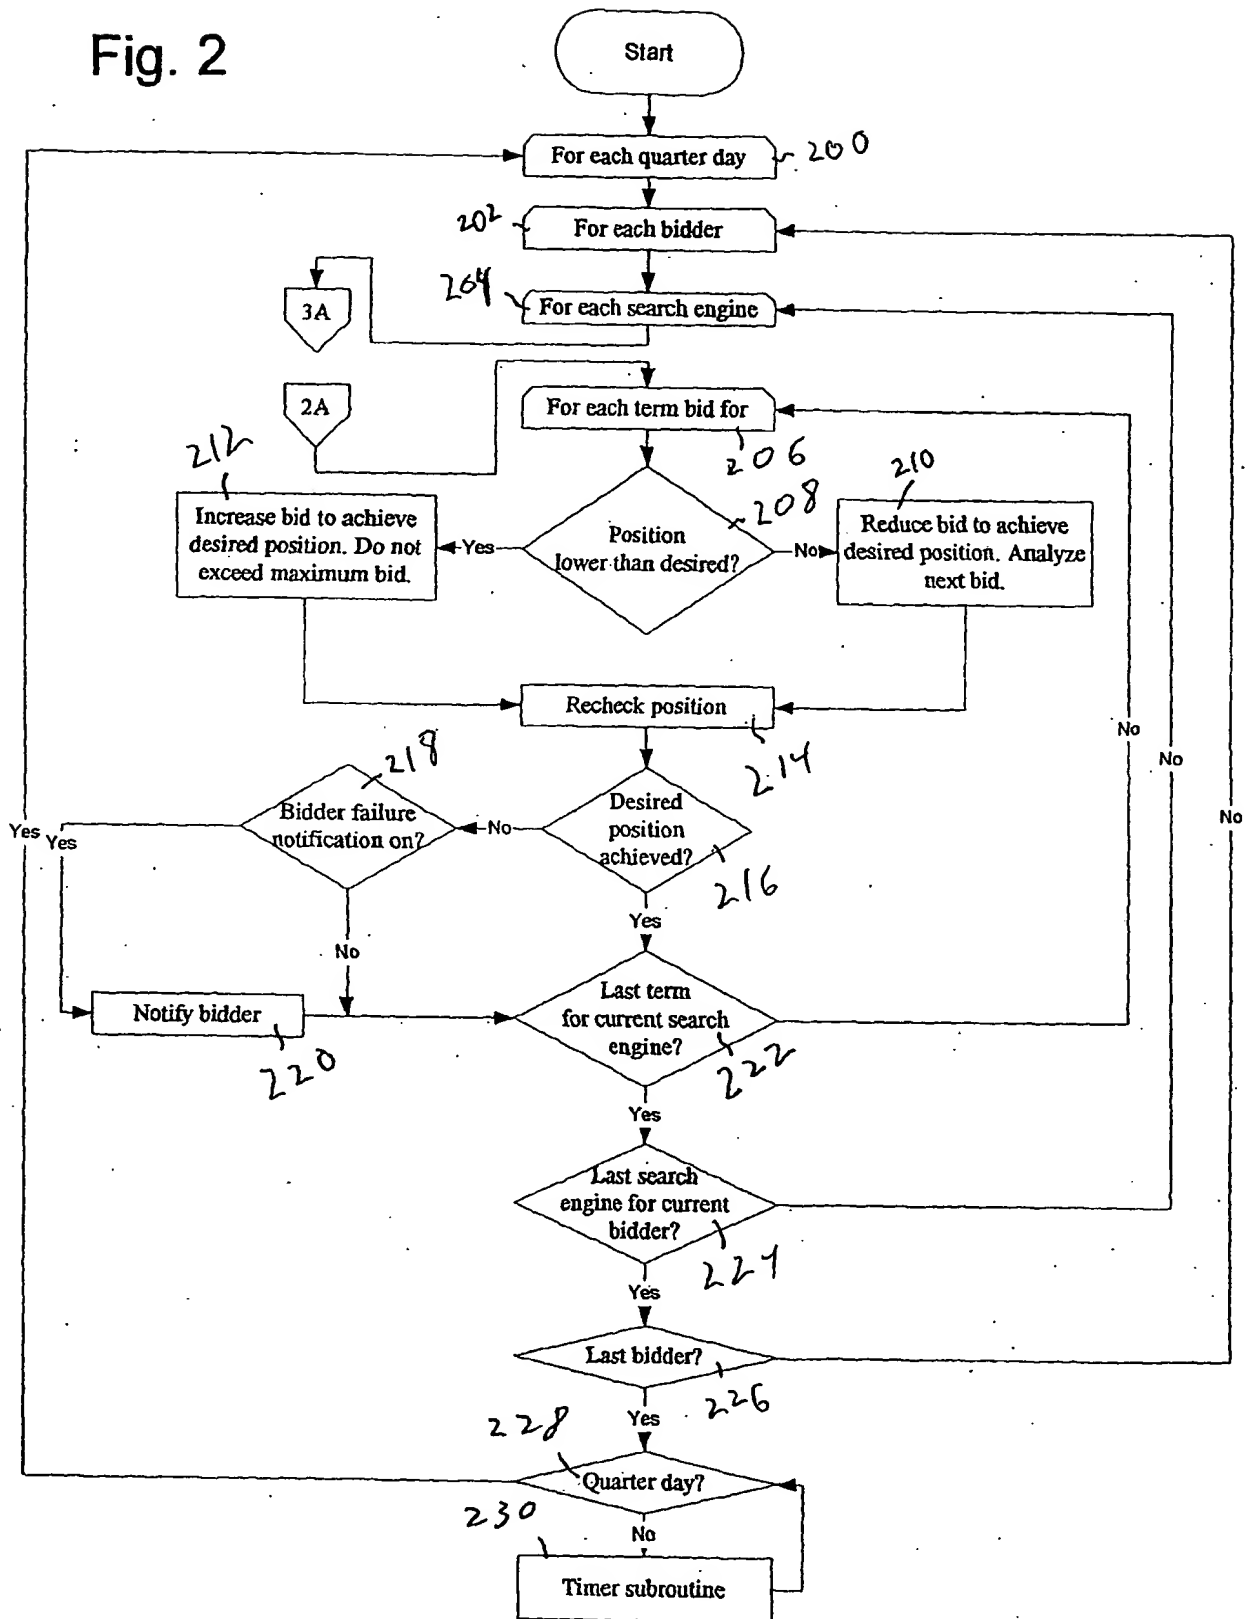 Fig. 2
Start
For each quarter day
200
202
For each bidder
204
For each search engine
3A
2A
For each term bid for
206
212
Increase bid to achieve
desired position. Do not
exceed maximum bid.
Yes
208
Position
lower than desired?
No
210
Reduce bid to achieve
desired position. Analyze
next bid.
Recheck position
214
No
No
No
218
Bidder failure
notification on?
No
Desired
position
achieved?
216
Yes
Yes
Yes
No
Notify bidder
220
Last term
for current search
engine?
222
Yes
Last search
engine for current
bidder?
224
Yes
Last bidder?
226
Yes
228
Quarter day?
230
No
Timer subroutine